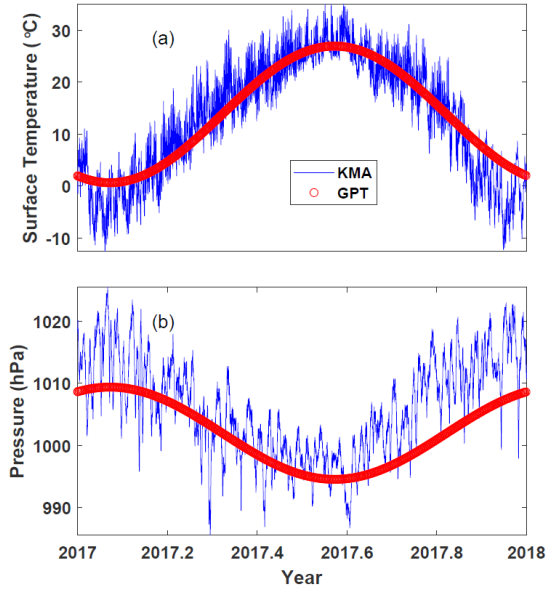 (a)
Surface Temperature (°C)
30
20
10
0
-10
KMA
GPT
(b)
Pressure (hPa)
1020
1010
1000
990
2017
2017.2
2017.4
2017.6
2017.8
2018
Year